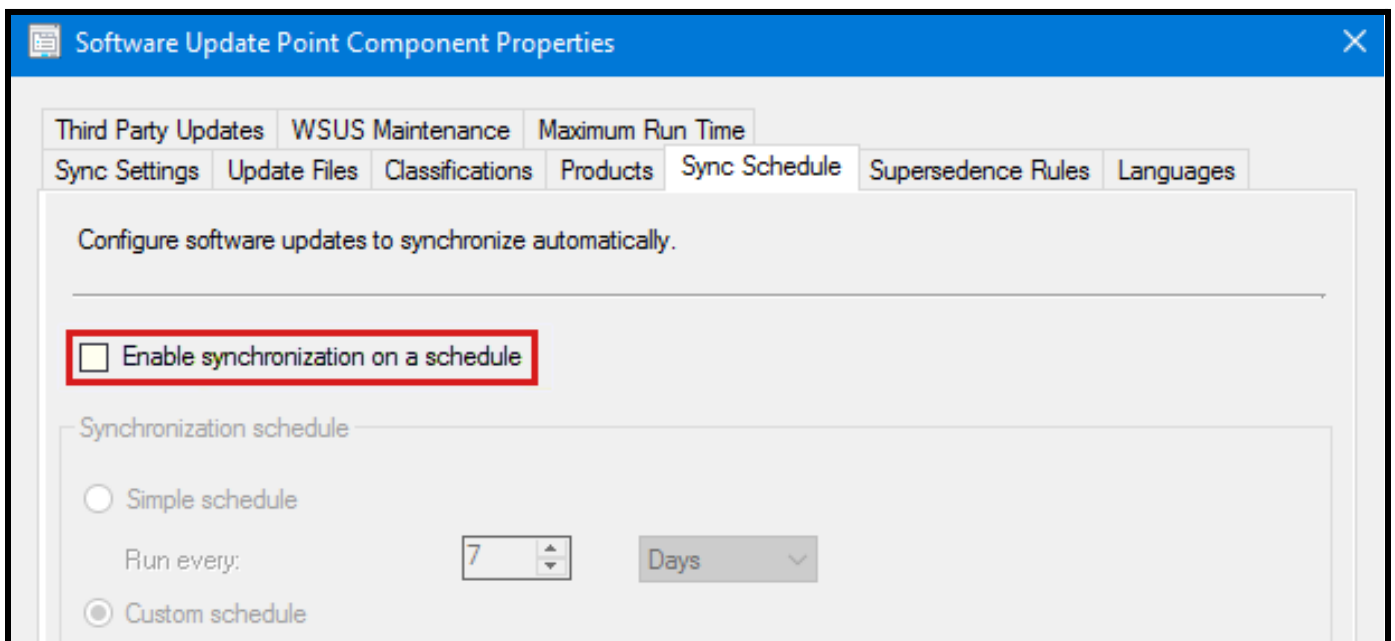 Software Update Point Component Properties
Third Party Updates WSUS Maintenance Maximum Run Time
Sync Settings Update Files Classifications Products Sync Schedule Supersedence Rules Languages
Configure software updates to synchronize automatically.
Enable synchronization on a schedule
Synchronization schedule
Simple schedule
Run every: 7 Days
Custom schedule